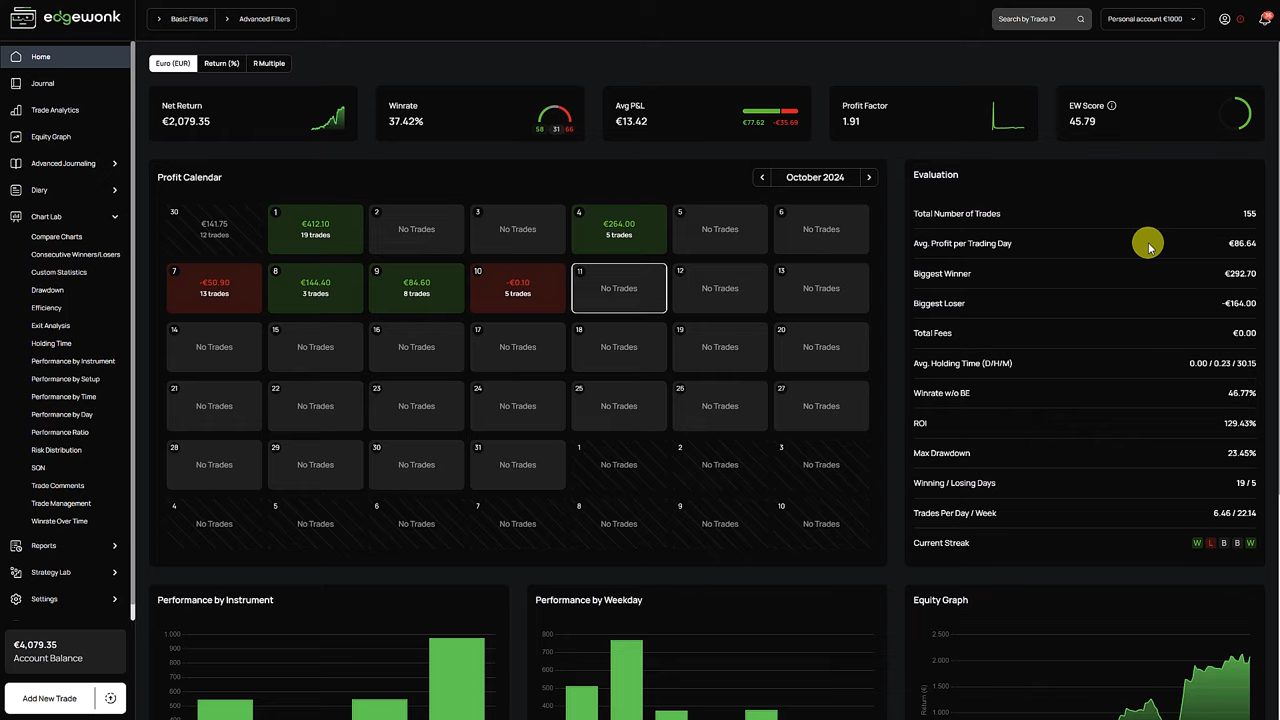 edgewonk
Basic Filters
Advanced Filters
Search by Trade ID
Personal account €1000
Home
Journal
Trade Analytics
Equity Graph
Advanced Journaling
Diary
Chart Lab
Compare Charts
Consecutive Winners/Losers
Custom Statistics
Drawdown
Efficiency
Exit Analysis
Holding Time
Performance by Instrument
Performance by Setup
Performance by Time
Performance by Day
Performance Ratio
Risk Distribution
SQN
Trade Comments
Trade Management
Winrate Over Time
Reports
Strategy Lab
Settings
€4,079.35
Account Balance
Add New Trade
Euro (EUR) Return (%) R Multiple
Net Return
€2,079.35
Winrate
37.42%
58 31 66
Avg P&L
€13.42
€77.62 -€35.69
Profit Factor
1.91
EW Score
45.79
Profit Calendar
October 2024
30 €141.75 12 trades
1 €412.10 19 trades
2 No Trades
3 No Trades
4 €264.00 5 trades
5 No Trades
6 No Trades
7 -€50.90 13 trades
8 €144.40 3 trades
9 €84.60 8 trades
10 -€0.10 5 trades
11 No Trades
12 No Trades
13 No Trades
14 No Trades
15 No Trades
16 No Trades
17 No Trades
18 No Trades
19 No Trades
20 No Trades
21 No Trades
22 No Trades
23 No Trades
24 No Trades
25 No Trades
26 No Trades
27 No Trades
28 No Trades
29 No Trades
30 No Trades
31 No Trades
1 No Trades
2 No Trades
3 No Trades
4 No Trades
5 No Trades
6 No Trades
7 No Trades
8 No Trades
9 No Trades
10 No Trades
Evaluation
Total Number of Trades 155
Avg. Profit per Trading Day €86.64
Biggest Winner €292.70
Biggest Loser -€164.00
Total Fees €0.00
Avg. Holding Time (D/H/M) 0.00 / 0.23 / 30.15
Winrate w/o BE 46.77%
ROI 129.43%
Max Drawdown 23.45%
Winning / Losing Days 19 / 5
Trades Per Day / Week 6.46 / 22.14
Current Streak W L B B W
Performance by Instrument
1.000
900
800
700
600
500
Performance by Weekday
800
700
600
500
400
Equity Graph
2.500
2.000
1.500
1.000
Return (€)